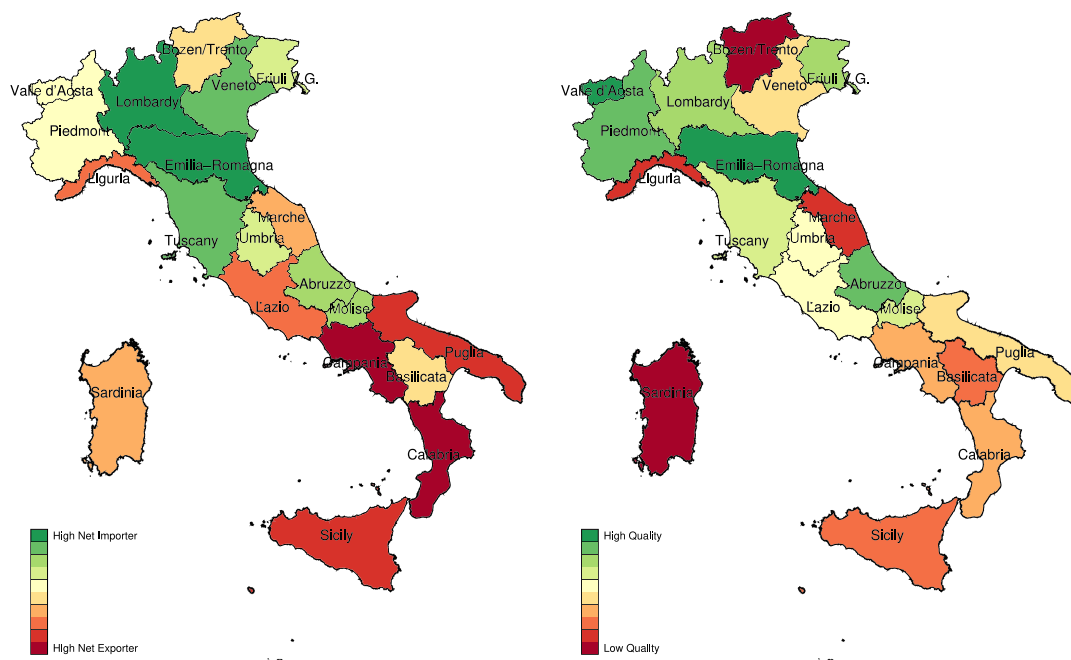 Bozen/Trento
Valle d'Aosta
Lombardy
Veneto
Friuli V.G.
Piedmont
Emilia–Romagna
Liguria
Marche
Tuscany
Umbria
Abruzzo
Lazio
Molise
Campania
Puglia
Basilicata
Sardinia
Calabria
Sicily
High Net Importer
High Net Exporter
Bozen/Trento
Valle d'Aosta
Lombardy
Veneto
Friuli V.G.
Piedmont
Emilia–Romagna
Liguria
Marche
Tuscany
Umbria
Abruzzo
Lazio
Molise
Campania
Puglia
Basilicata
Sardinia
Calabria
Sicily
High Quality
Low Quality